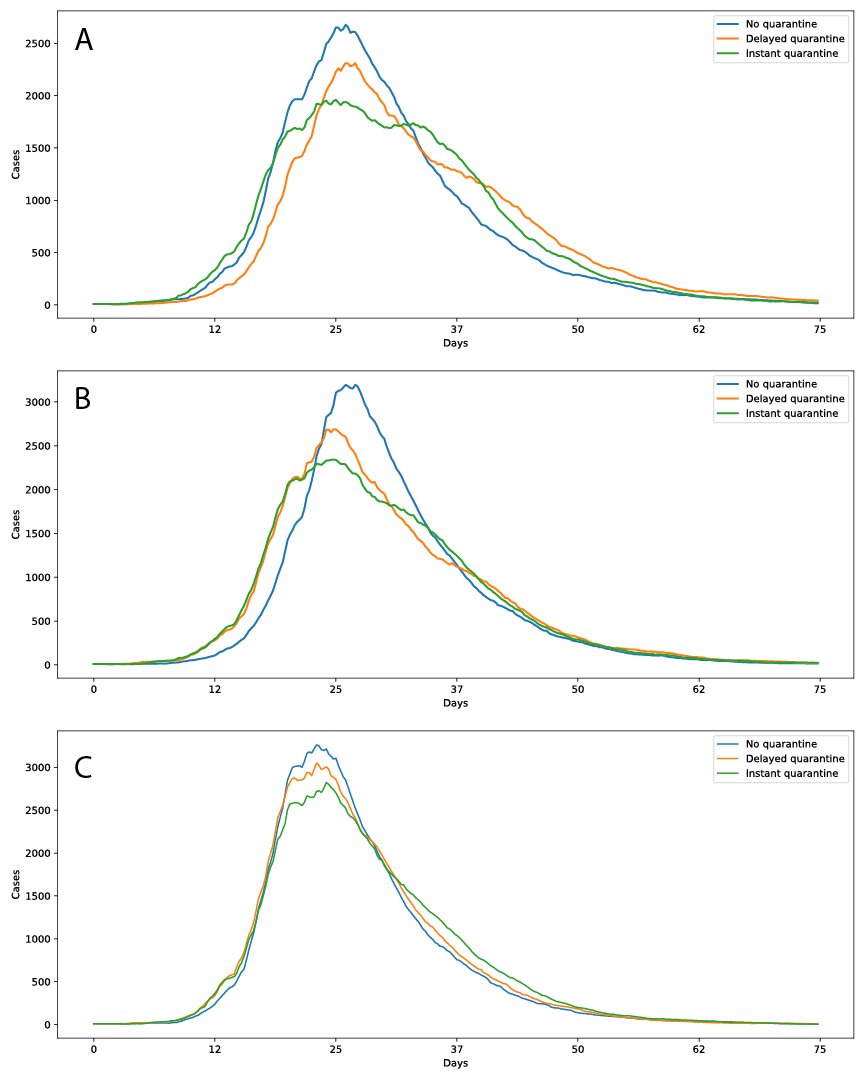 A
No quarantine
Delayed quarantine
Instant quarantine
2500
2000
1500
1000
500
0
Cases
0 12 25 37 50 62 75
Days
B
No quarantine
Delayed quarantine
Instant quarantine
3000
2500
2000
1500
1000
500
0
Cases
0 12 25 37 50 62 75
Days
C
No quarantine
Delayed quarantine
Instant quarantine
3000
2500
2000
1500
1000
500
0
Cases
0 12 25 37 50 62 75
Days